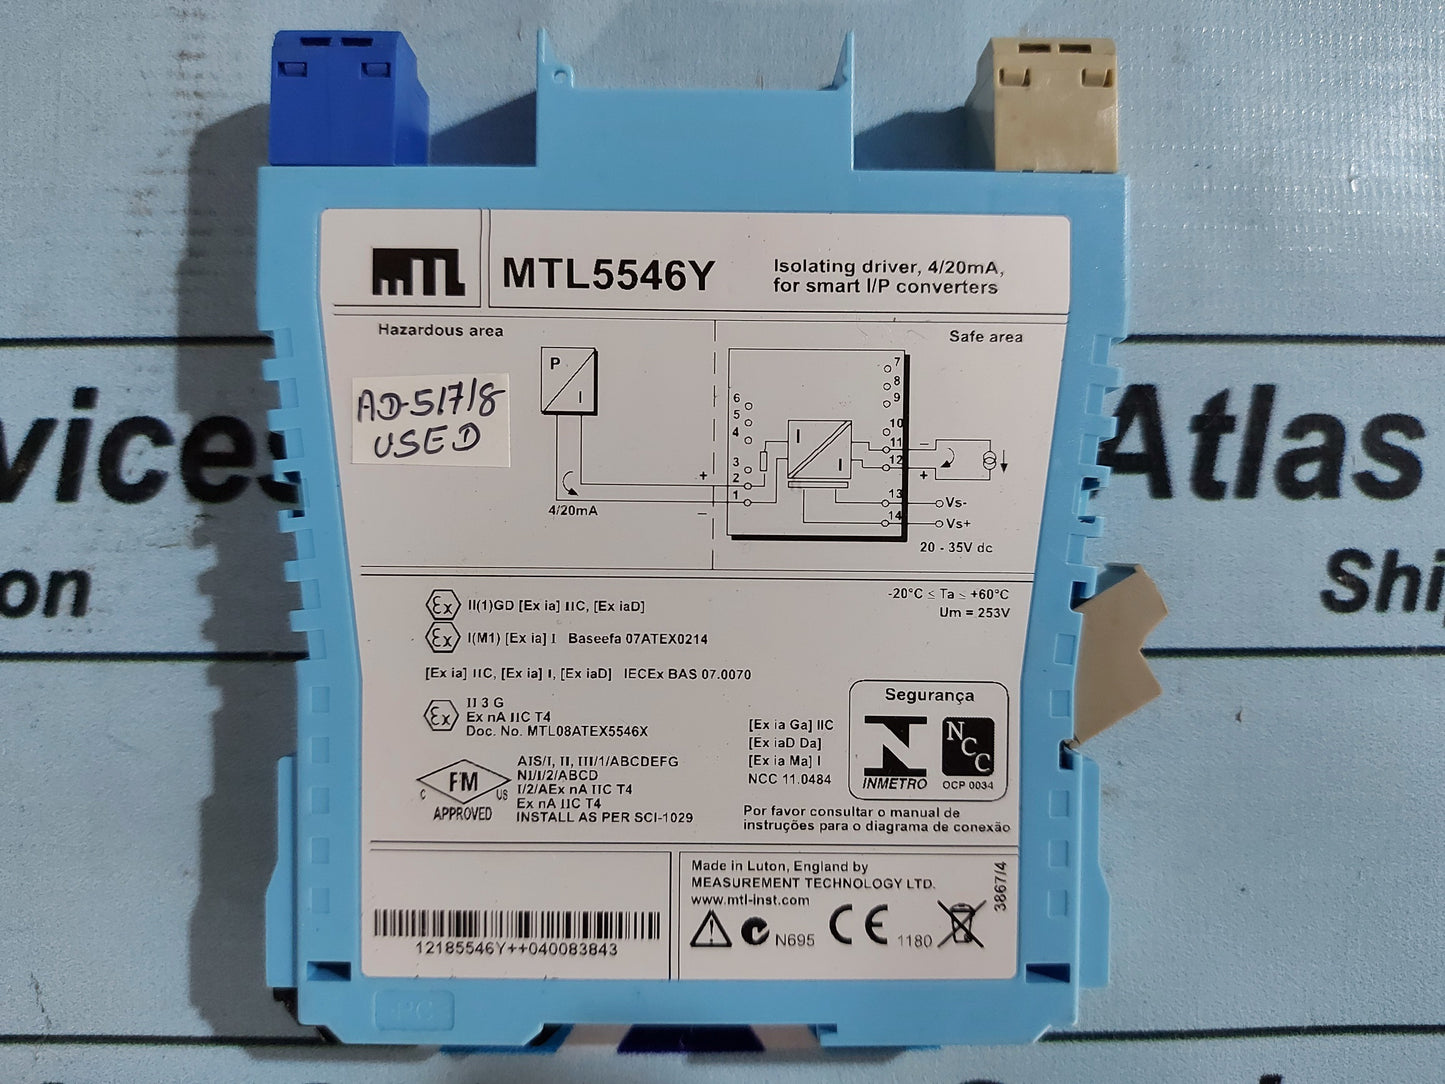 mTL
MTL5546Y
Isolating driver, 4/20mA,
for smart I/P converters
Hazardous area
Safe area
AD-517/8
USED
P
I
4/20mA
+
–
6
5
4
3
2
1
I
I
7
8
9
10
11
12
13
14
–
+
Vs-
Vs+
20 - 35V dc
Ex II(1)GD [Ex ia] IIC, [Ex iaD]
Ex I(M1) [Ex ia] I Baseefa 07ATEX0214
-20°C ≤ Ta ≤ +60°C
Um = 253V
[Ex ia] IIC, [Ex ia] I, [Ex iaD] IECEx BAS 07.0070
Ex
II 3 G
Ex nA IIC T4
Doc. No. MTL08ATEX5546X
FM
C US
APPROVED
AIS/I, II, III/1/ABCDEFG
NI/I/2/ABCD
I/2/AEx nA IIC T4
Ex nA IIC T4
INSTALL AS PER SCI-1029
[Ex ia Ga] IIC
[Ex iaD Da]
[Ex ia Ma] I
NCC 11.0484
Segurança
INMETRO
NCC
OCP 0034
Por favor consultar o manual de
instruções para o diagrama de conexão
12185546Y++040083843
Made in Luton, England by
MEASUREMENT TECHNOLOGY LTD.
www.mtl-inst.com
N695
CE 1180
3867/4
PC
vices
on
Atlas
Shi